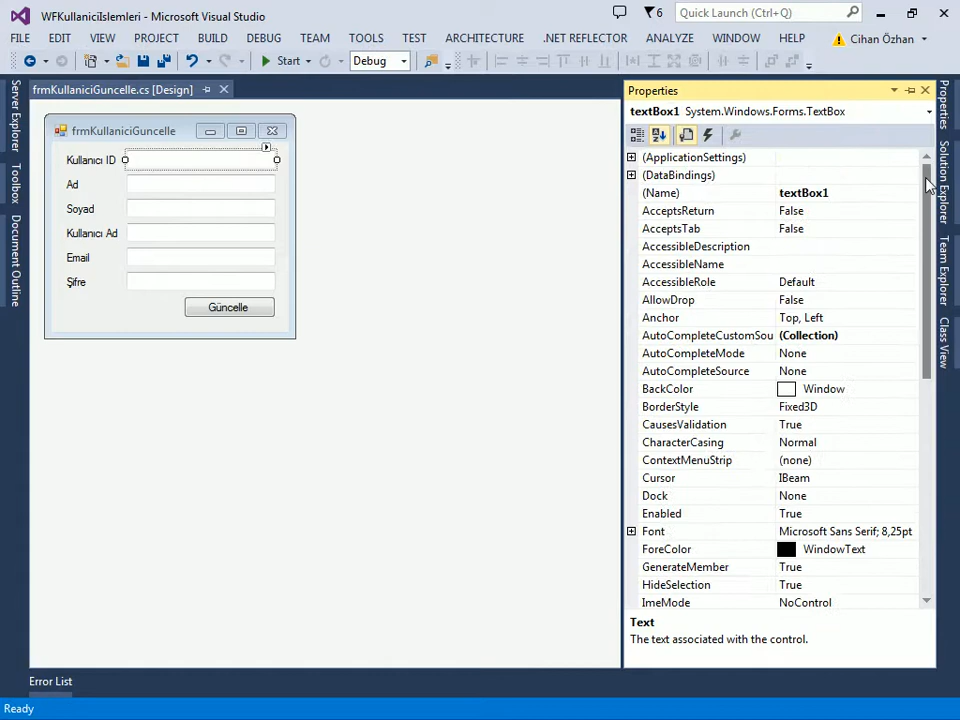 WFKullaniciIslemleri - Microsoft Visual Studio
6
Quick Launch (Ctrl+Q)
FILE EDIT VIEW PROJECT BUILD DEBUG TEAM TOOLS TEST ARCHITECTURE .NET REFLECTOR ANALYZE WINDOW HELP Cihan Özhan
Start Debug
Server Explorer
Toolbox
Document Outline
frmKullaniciGuncelle.cs [Design]
frmKullaniciGuncelle
Kullanıcı ID
Ad
Soyad
Kullanıcı Ad
Email
Şifre
Güncelle
Properties
textBox1 System.Windows.Forms.TextBox
(ApplicationSettings)
(DataBindings)
(Name) textBox1
AcceptsReturn False
AcceptsTab False
AccessibleDescription
AccessibleName
AccessibleRole Default
AllowDrop False
Anchor Top, Left
AutoCompleteCustomSou (Collection)
AutoCompleteMode None
AutoCompleteSource None
BackColor Window
BorderStyle Fixed3D
CausesValidation True
CharacterCasing Normal
ContextMenuStrip (none)
Cursor IBeam
Dock None
Enabled True
Font Microsoft Sans Serif; 8,25pt
ForeColor WindowText
GenerateMember True
HideSelection True
ImeMode NoControl
Text
The text associated with the control.
Properties
Solution Explorer
Team Explorer
Class View
Error List
Ready